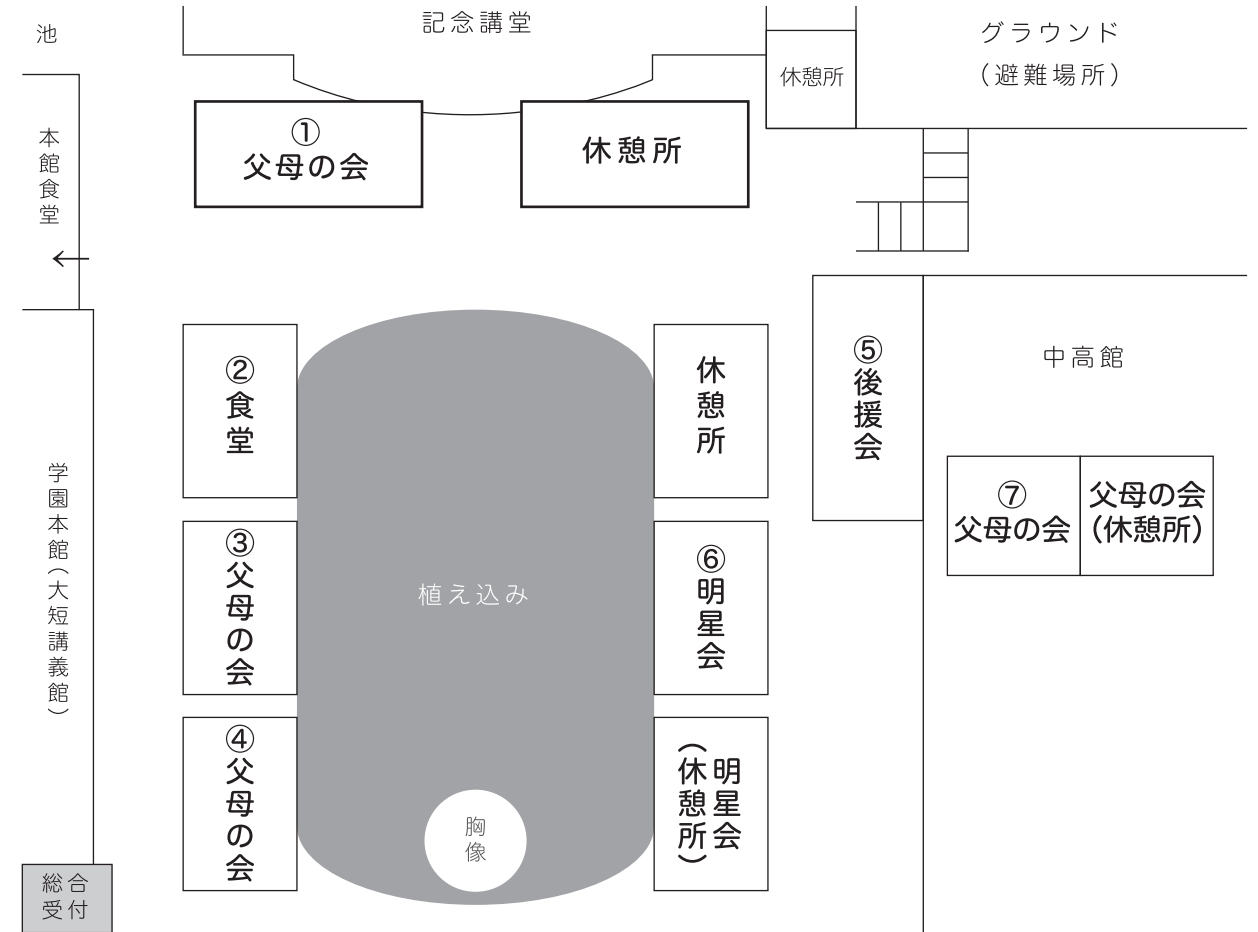 池
記念講堂
グラウンド
（避難場所）
休憩所
本館食堂
①
父母の会
休憩所
②食堂
休憩所
⑤後援会
中高館
学園本館（大短講義館）
③父母の会
植え込み
⑥明星会
⑦
父母の会
父母の会
（休憩所）
④父母の会
胸像
明星会
（休憩所）
総合
受付